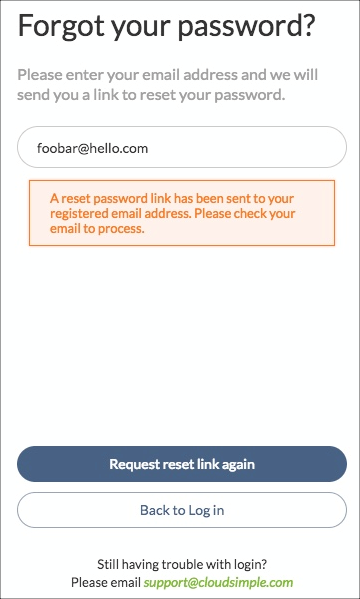 Forgot your password?
Please enter your email address and we will
send you a link to reset your password.
foobar@hello.com
A reset password link has been sent to your
registered email address. Please check your
email to process.
Request reset link again
Back to Log in
Still having trouble with login?
Please email support@cloudsimple.com